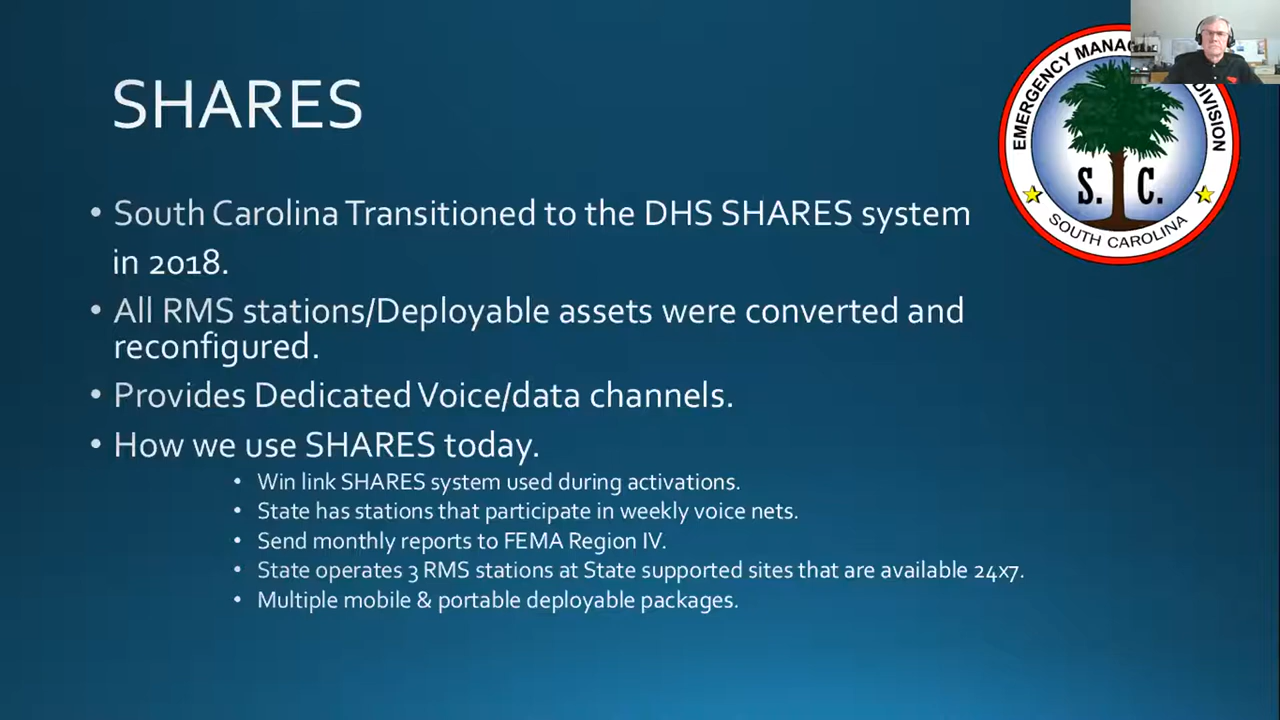 SHARES
EMERGENCY MANAG
DIVISION
S. C.
SOUTH CAROLINA
• South Carolina Transitioned to the DHS SHARES system
in 2018.
• All RMS stations/Deployable assets were converted and
reconfigured.
• Provides Dedicated Voice/data channels.
• How we use SHARES today.
• Win link SHARES system used during activations.
• State has stations that participate in weekly voice nets.
• Send monthly reports to FEMA Region IV.
• State operates 3 RMS stations at State supported sites that are available 24x7.
• Multiple mobile & portable deployable packages.